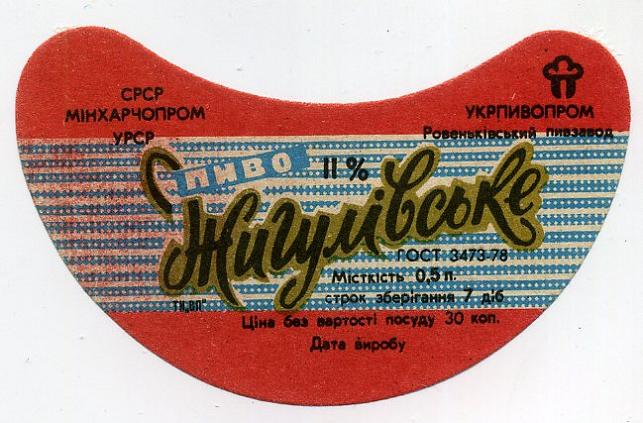 СРСР
МІНХАРЧОПРОМ
УРСР
УКРПИВОПРОМ
Ровеньківський пивзавод
ПИВО 11%
Жигулівське
ГОСТ 3473-78
Місткість 0,5 л.
строк зберігання 7 діб
Ціна без вартості посуду 30 коп.
Дата виробу